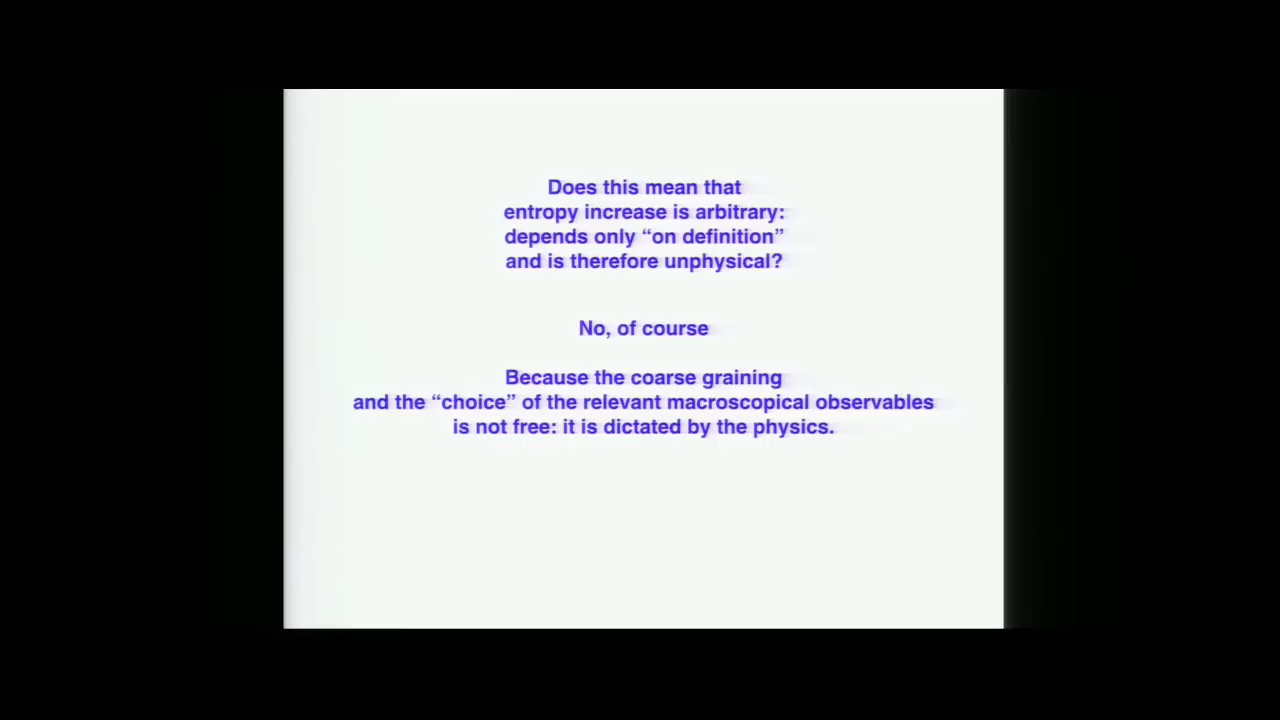 Does this mean that
entropy increase is arbitrary:
depends only “on definition”
and is therefore unphysical?
No, of course
Because the coarse graining
and the “choice” of the relevant macroscopical observables
is not free: it is dictated by the physics.